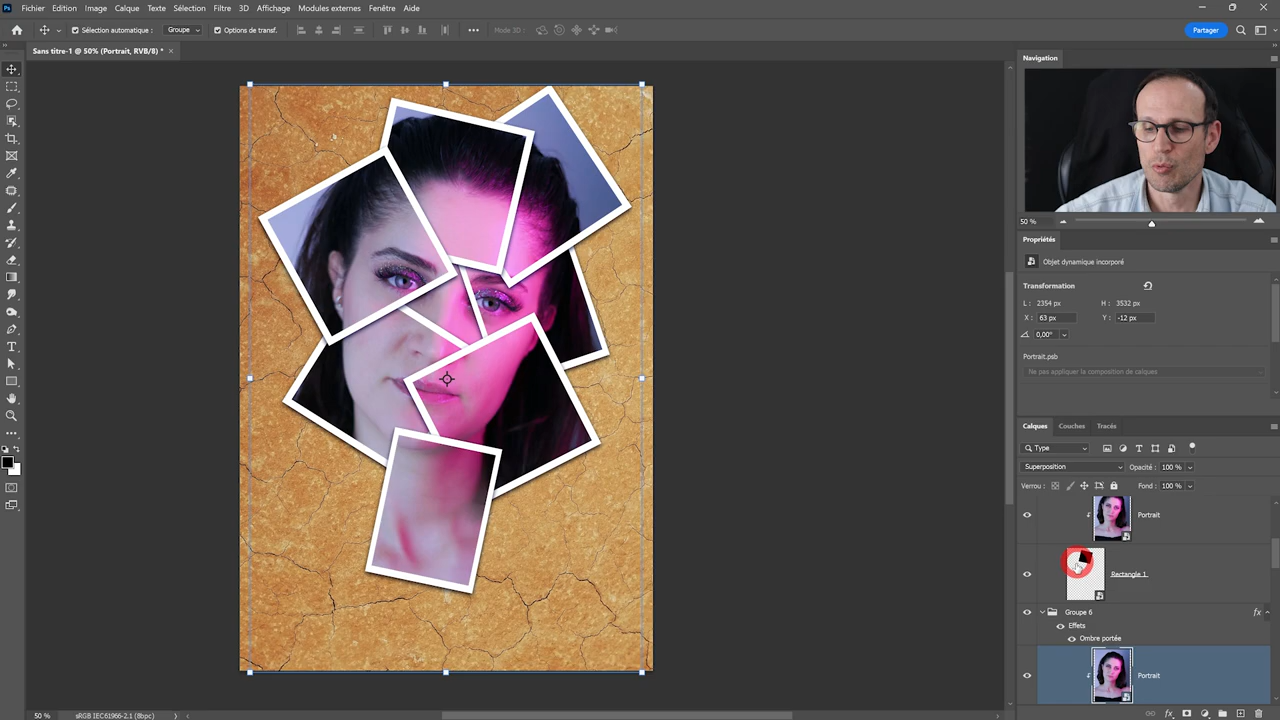 Fichier Edition Image Calque Texte Sélection Filtre 3D Affichage Modules externes Fenêtre Aide
Sélection automatique : Groupe Options de transf. Mode 3D : Partager
Sans titre-1 @ 50% (Portrait, RVB/8) *
Navigation
50 %
Propriétés
Objet dynamique incorporé
Transformation
L : 2354 px H : 3532 px
X : 63 px Y : -12 px
0,00°
Portrait.psb
Ne pas appliquer la composition de calques
Calques Couches Tracés
Type
Superposition Opacité : 100 %
Verrou : Fond : 100 %
Portrait
Rectangle 1
Groupe 6 fx
Effets
Ombre portée
Portrait
50 % sRGB IEC61966-2.1 (8bpc)
fx